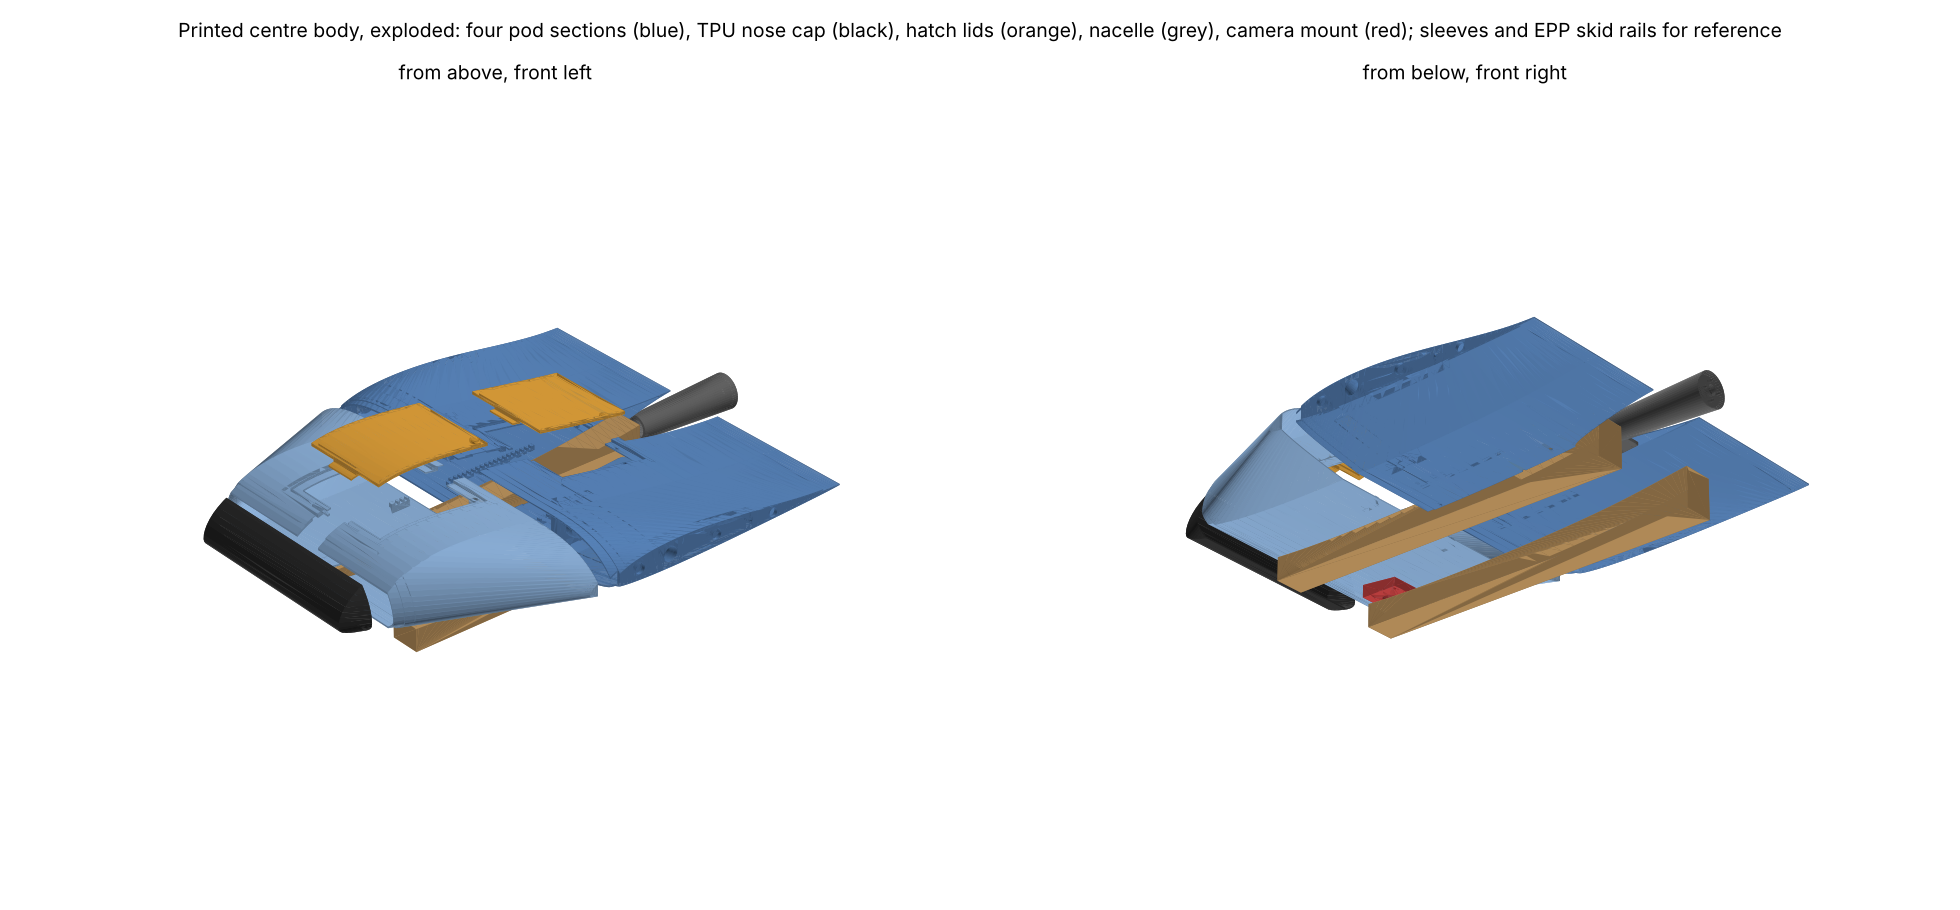 Printed centre body, exploded: four pod sections (blue), TPU nose cap (black), hatch lids (orange), nacelle (grey), camera mount (red); sleeves and EPP skid rails for reference
from above, front left
from below, front right